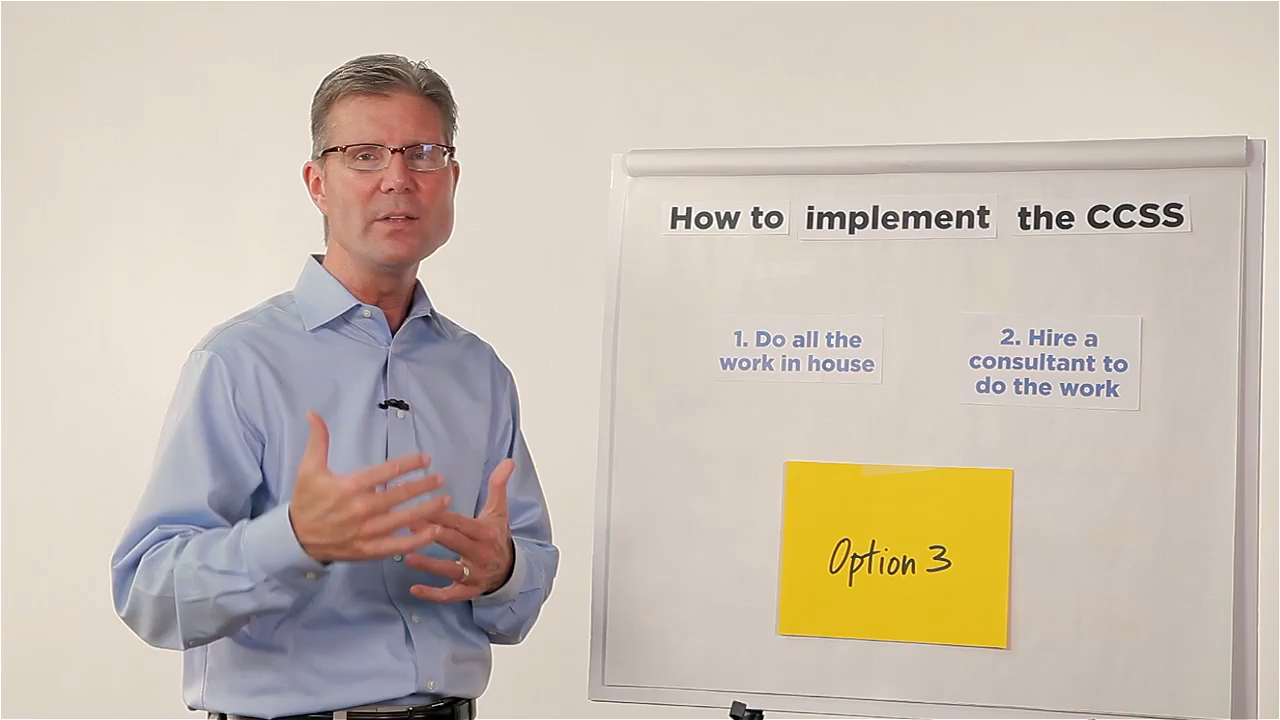 How to implement the CCSS
1. Do all the
work in house
2. Hire a
consultant to
do the work
Option 3